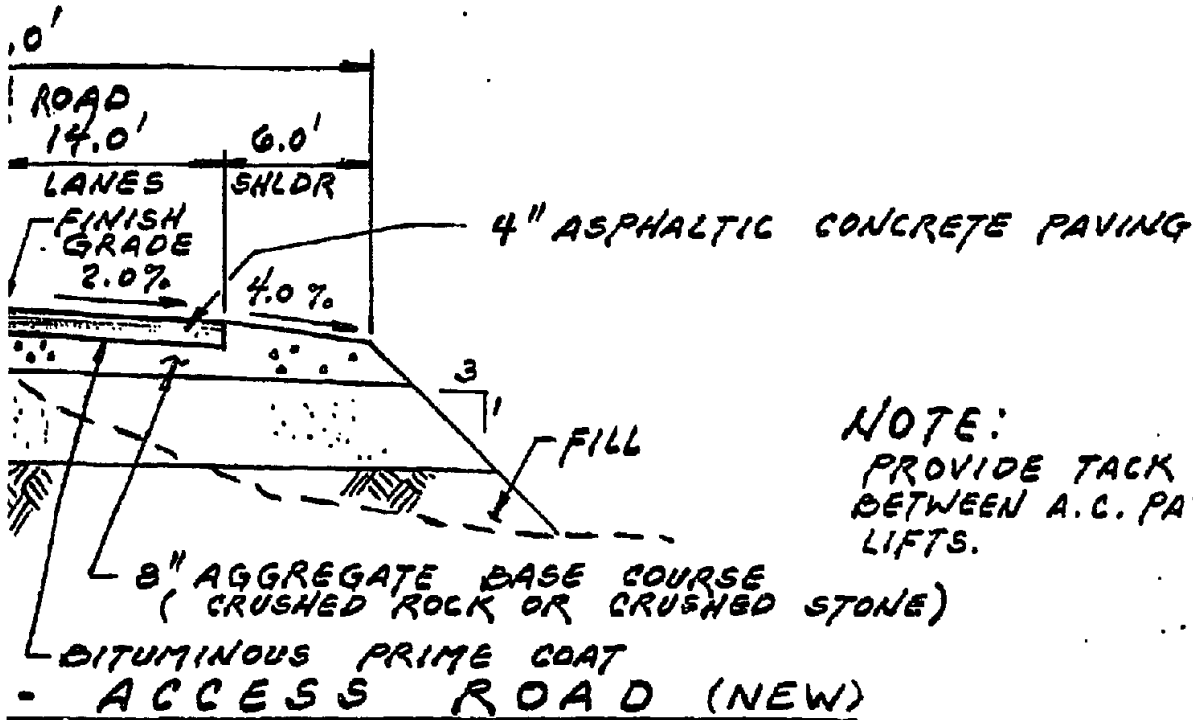 .0'
ROAD
14.0'
6.0'
LANES
SHLDR
FINISH
GRADE
2.0%
4.0%
4" ASPHALTIC CONCRETE PAVING
3
1
FILL
NOTE:
PROVIDE TACK
BETWEEN A.C. PA
LIFTS.
8" AGGREGATE BASE COURSE
(CRUSHED ROCK OR CRUSHED STONE)
BITUMINOUS PRIME COAT
- ACCESS ROAD (NEW)